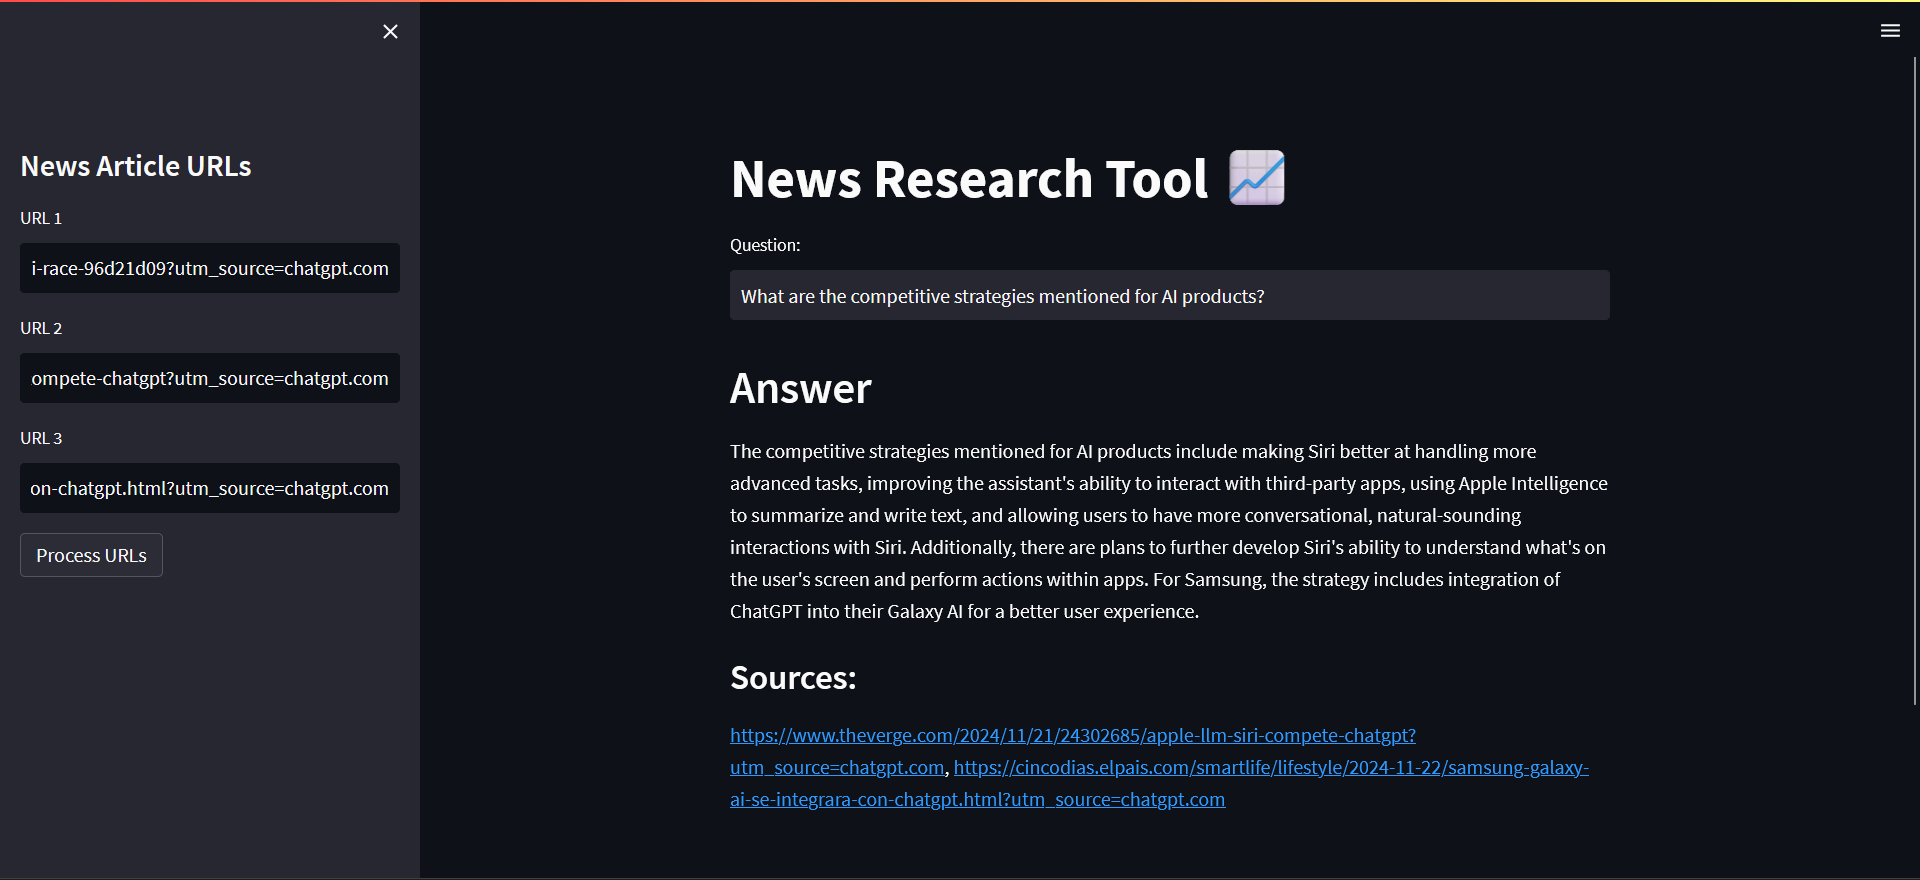 News Article URLs
URL 1
i-race-96d21d09?utm_source=chatgpt.com
URL 2
ompete-chatgpt?utm_source=chatgpt.com
URL 3
on-chatgpt.html?utm_source=chatgpt.com
Process URLs
News Research Tool
Question:
What are the competitive strategies mentioned for AI products?
Answer
The competitive strategies mentioned for AI products include making Siri better at handling more
advanced tasks, improving the assistant's ability to interact with third-party apps, using Apple Intelligence
to summarize and write text, and allowing users to have more conversational, natural-sounding
interactions with Siri. Additionally, there are plans to further develop Siri's ability to understand what's on
the user's screen and perform actions within apps. For Samsung, the strategy includes integration of
ChatGPT into their Galaxy AI for a better user experience.
Sources:
https://www.theverge.com/2024/11/21/24302685/apple-llm-siri-compete-chatgpt?
utm_source=chatgpt.com, https://cincodias.elpais.com/smartlife/lifestyle/2024-11-22/samsung-galaxy-
ai-se-integrara-con-chatgpt.html?utm_source=chatgpt.com